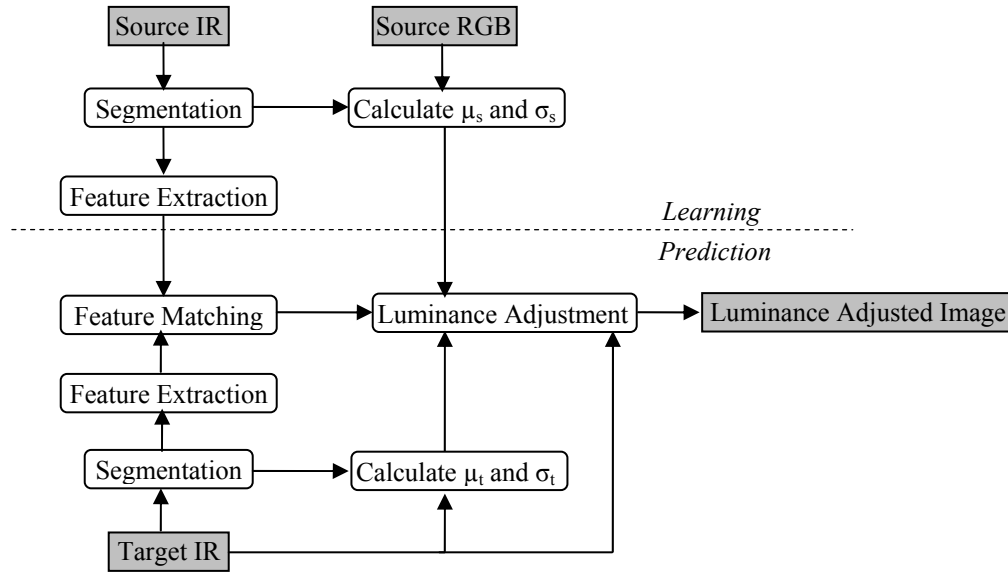 Source IR
Source RGB
Segmentation
Calculate μs and σs
Feature Extraction
Learning
Prediction
Feature Matching
Luminance Adjustment
Luminance Adjusted Image
Feature Extraction
Segmentation
Calculate μt and σt
Target IR